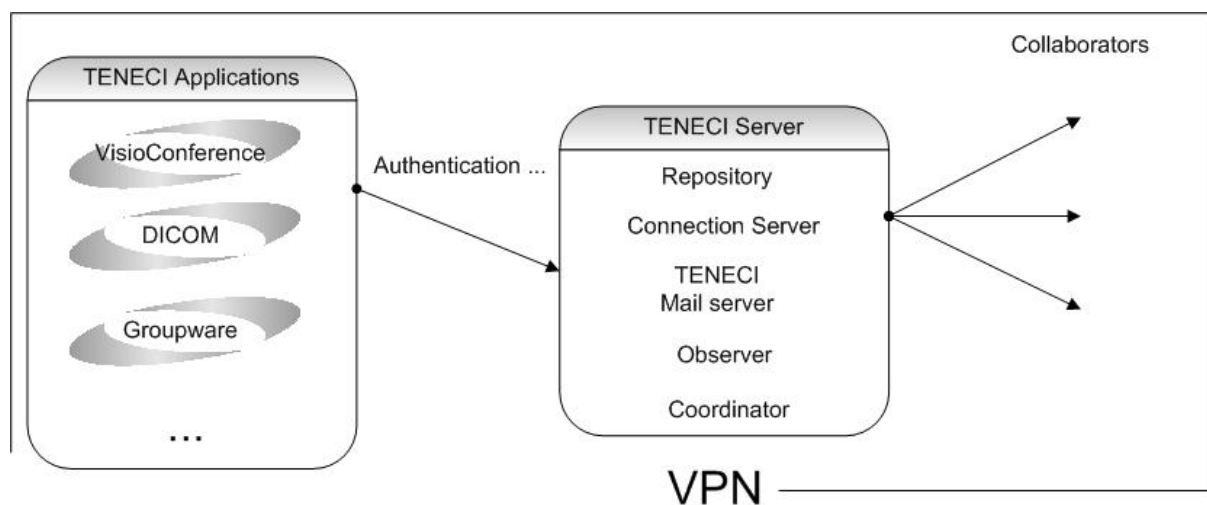 Collaborators
TENECI Applications
VisioConference
DICOM
Groupware
...
Authentication ...
TENECI Server
Repository
Connection Server
TENECI
Mail server
Observer
Coordinator
VPN